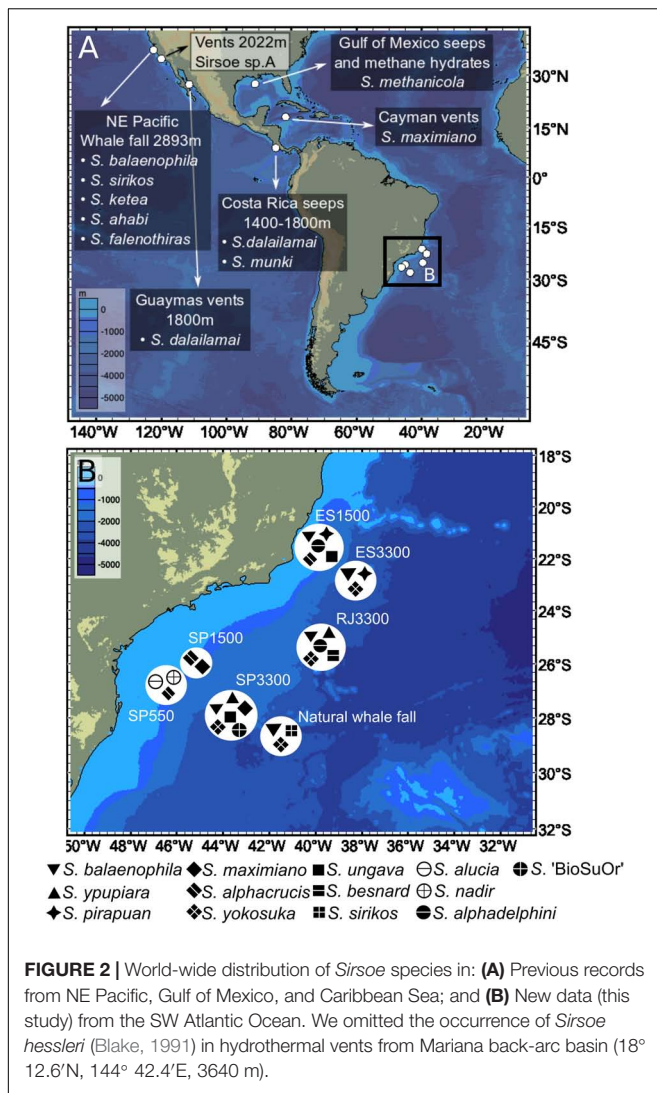 A
Vents 2022m
Sirsoe sp.A
Gulf of Mexico seeps
and methane hydrates
S. methanicola
NE Pacific
Whale fall 2893m
• S. balaenophila
• S. sirikos
• S. ketea
• S. ahabi
• S. falenothiras
Cayman vents
S. maximiano
Costa Rica seeps
1400-1800m
• S.dalailamai
• S. munki
Guaymas vents
1800m
• S. dalailamai
B
m
0
-1000
-2000
-3000
-4000
-5000
30°N
15°N
0°
15°S
30°S
45°S
140°W 120°W 100°W 80°W 60°W 40°W 20°W
B
0
-1000
-2000
-3000
-4000
-5000
18°S
20°S
22°S
24°S
26°S
28°S
30°S
32°S
ES1500
ES3300
RJ3300
SP1500
SP3300
SP550
Natural whale fall
50°W 48°W 46°W 44°W 42°W 40°W 38°W 36°W 34°W 32°W
S. balaenophila S. maximiano S. ungava S. alucia S. 'BioSuOr'
S. ypupiara S. alphacrucis S. besnard S. nadir
S. pirapuan S. yokosuka S. sirikos S. alphadelphini
FIGURE 2 | World-wide distribution of Sirsoe species in: (A) Previous records
from NE Pacific, Gulf of Mexico, and Caribbean Sea; and (B) New data (this
study) from the SW Atlantic Ocean. We omitted the occurrence of Sirsoe
hessleri (Blake, 1991) in hydrothermal vents from Mariana back-arc basin (18°
12.6′N, 144° 42.4′E, 3640 m).